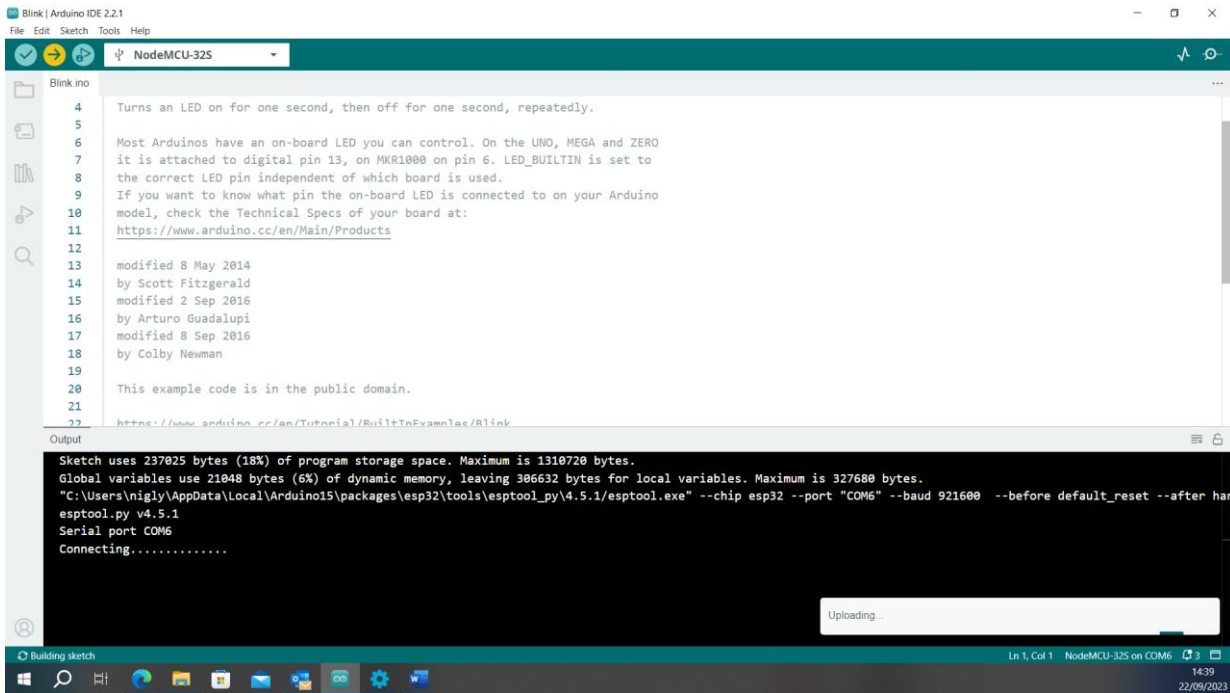 Blink | Arduino IDE 2.2.1
File Edit Sketch Tools Help
NodeMCU-32S
Blink.ino
...
4 Turns an LED on for one second, then off for one second, repeatedly.
5
6 Most Arduinos have an on-board LED you can control. On the UNO, MEGA and ZERO
7 it is attached to digital pin 13, on MKR1000 on pin 6. LED_BUILTIN is set to
8 the correct LED pin independent of which board is used.
9 If you want to know what pin the on-board LED is connected to on your Arduino
10 model, check the Technical Specs of your board at:
11 https://www.arduino.cc/en/Main/Products
12
13 modified 8 May 2014
14 by Scott Fitzgerald
15 modified 2 Sep 2016
16 by Arturo Guadalupi
17 modified 8 Sep 2016
18 by Colby Newman
19
20 This example code is in the public domain.
21
22 https://www.arduino.cc/en/Tutorial/BuiltInExamples/Blink
Output
Sketch uses 237025 bytes (18%) of program storage space. Maximum is 1310720 bytes.
Global variables use 21048 bytes (6%) of dynamic memory, leaving 306632 bytes for local variables. Maximum is 327680 bytes.
"C:\Users\nigly\AppData\Local\Arduino15\packages\esp32\tools\esptool_py\4.5.1/esptool.exe" --chip esp32 --port "COM6" --baud 921600  --before default_reset --after har
esptool.py v4.5.1
Serial port COM6
Connecting..............
Uploading...
Building sketch
Ln 1, Col 1 NodeMCU-32S on COM6 3
14:39
22/09/2023